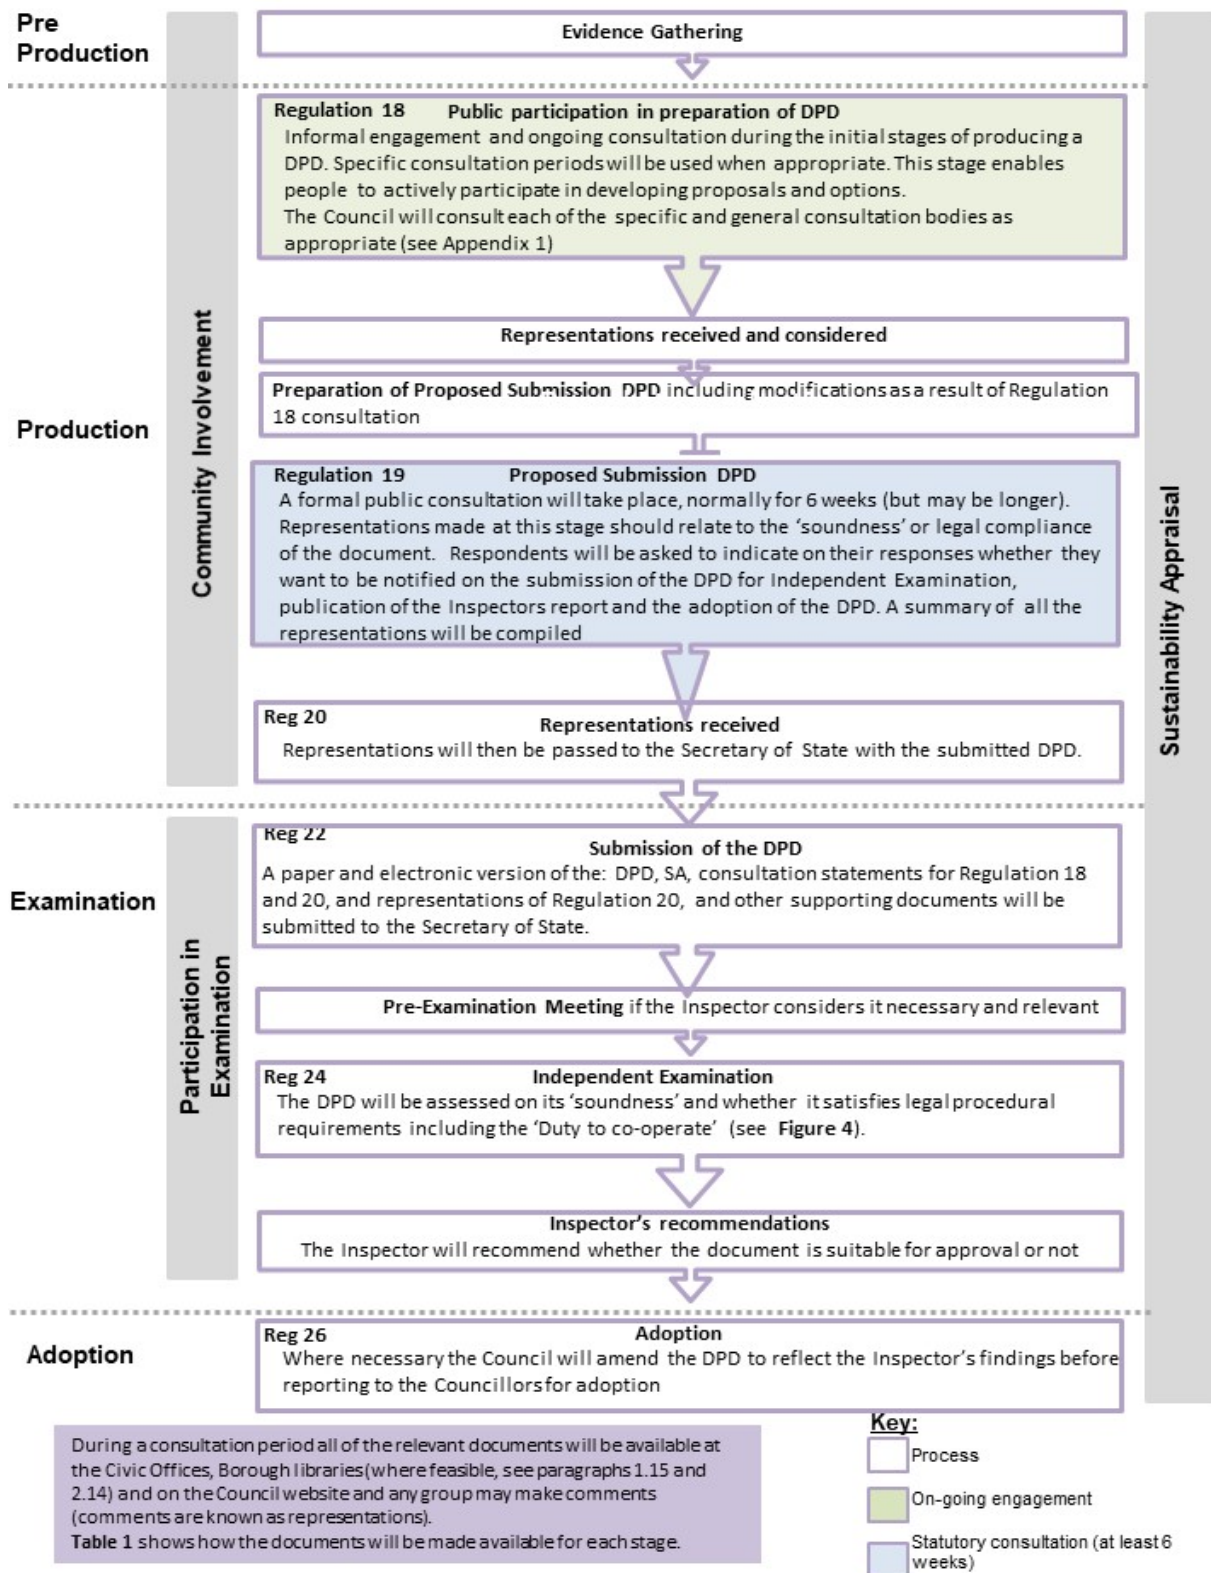 Pre
Production
Evidence Gathering
Regulation 18 Public participation in preparation of DPD
Informal engagement and ongoing consultation during the initial stages of producing a
DPD. Specific consultation periods will be used when appropriate. This stage enables
people to actively participate in developing proposals and options.
The Council will consult each of the specific and general consultation bodies as
appropriate (see Appendix 1)
Representations received and considered
Preparation of Proposed Submission DPD including modifications as a result of Regulation
18 consultation
Production
Community Involvement
Regulation 19 Proposed Submission DPD
A formal public consultation will take place, normally for 6 weeks (but may be longer).
Representations made at this stage should relate to the ‘soundness’ or legal compliance
of the document. Respondents will be asked to indicate on their responses whether they
want to be notified on the submission of the DPD for Independent Examination,
publication of the Inspectors report and the adoption of the DPD. A summary of all the
representations will be compiled
Sustainability Appraisal
Reg 20 Representations received
Representations will then be passed to the Secretary of State with the submitted DPD.
Reg 22
Submission of the DPD
A paper and electronic version of the: DPD, SA, consultation statements for Regulation 18
and 20, and representations of Regulation 20, and other supporting documents will be
submitted to the Secretary of State.
Examination
Participation in
Examination
Pre-Examination Meeting if the Inspector considers it necessary and relevant
Reg 24 Independent Examination
The DPD will be assessed on its ‘soundness’ and whether it satisfies legal procedural
requirements including the ‘Duty to co-operate’ (see Figure 4).
Inspector’s recommendations
The Inspector will recommend whether the document is suitable for approval or not
Adoption
Reg 26 Adoption
Where necessary the Council will amend the DPD to reflect the Inspector’s findings before
reporting to the Councillors for adoption
During a consultation period all of the relevant documents will be available at
the Civic Offices, Borough libraries (where feasible, see paragraphs 1.15 and
2.14) and on the Council website and any group may make comments
(comments are known as representations).
Table 1 shows how the documents will be made available for each stage.
Key:
Process
On-going engagement
Statutory consultation (at least 6
weeks)